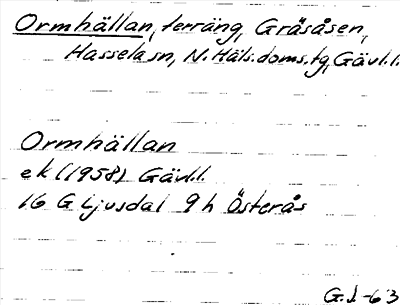 Ormhällan, terräng, Gråsåsen,
Hassela sn, N. Häls. doms. tg, Gävl. l.
Ormhällan
ek (1958) Gävl. l.
16 G Ljusdal 9 h Österås
G. J-63